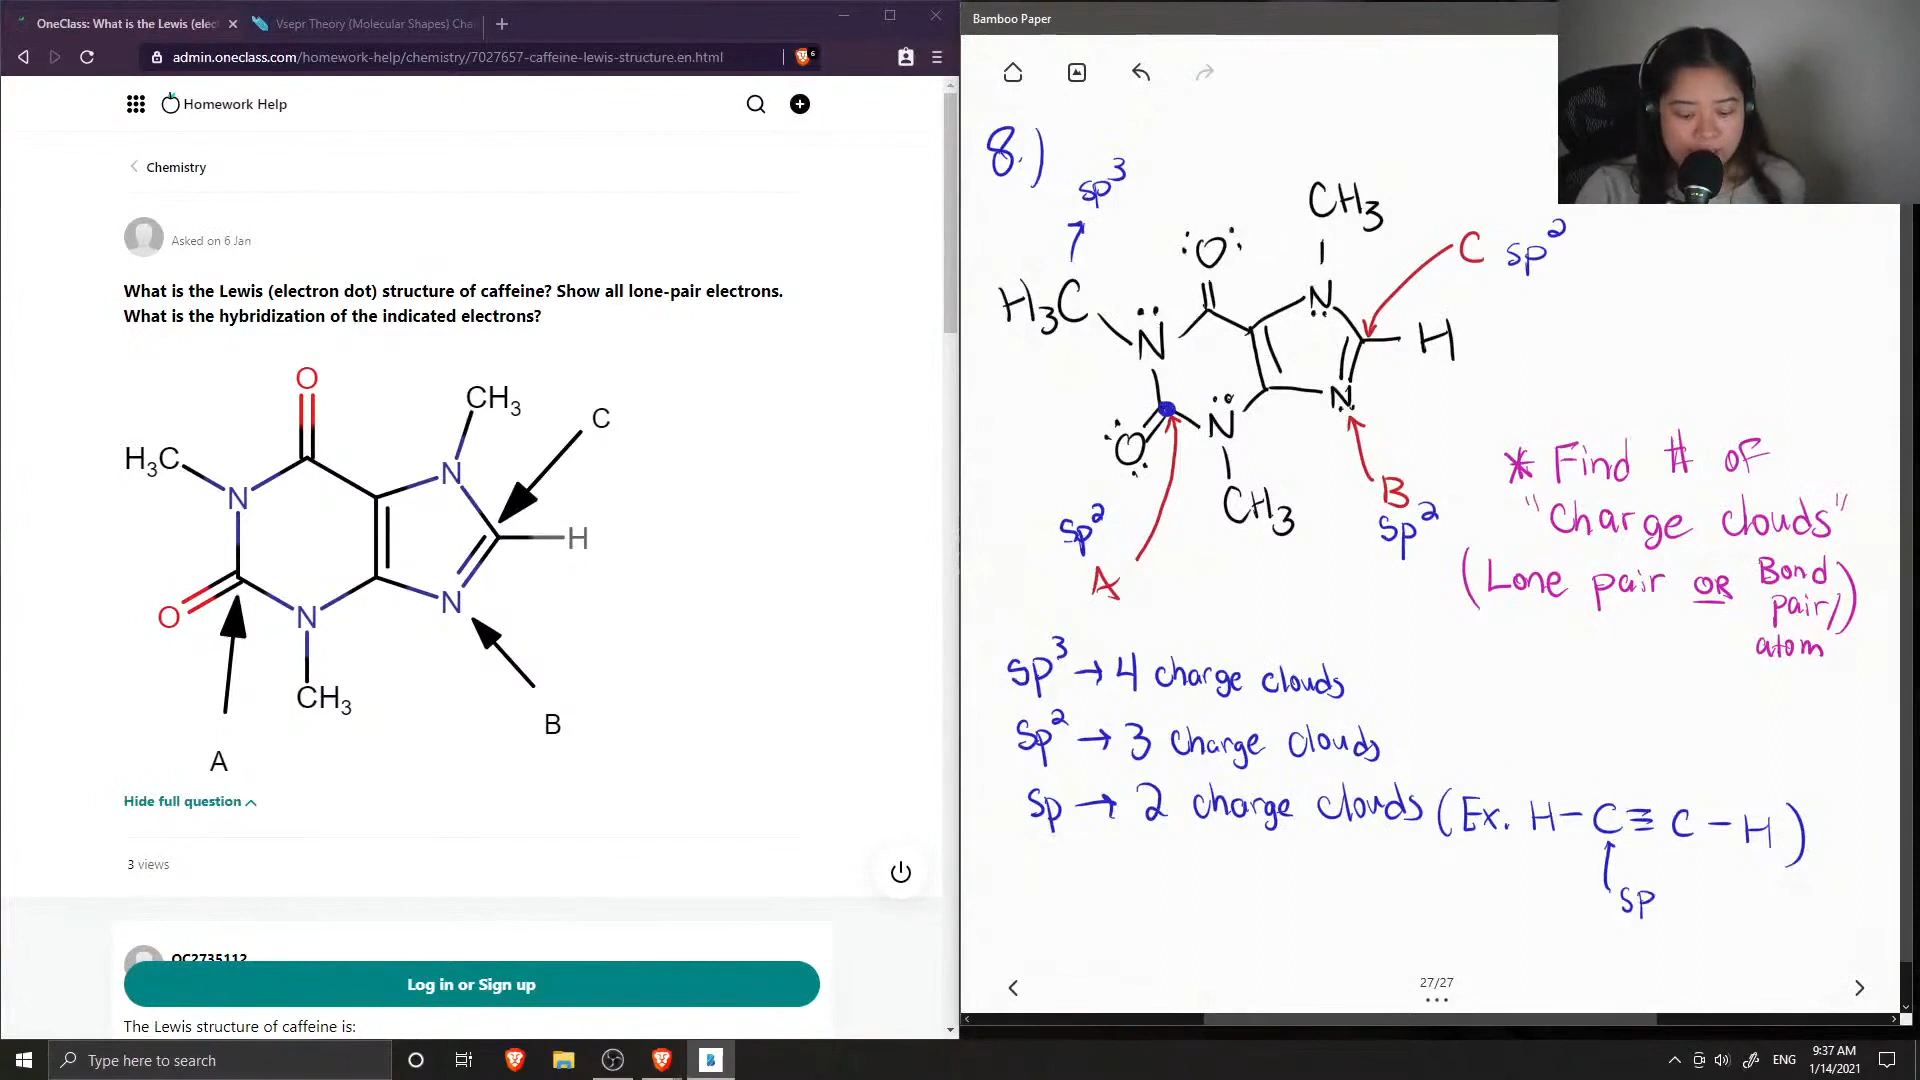 OneClass: What is the Lewis (elec
Vsepr Theory (Molecular Shapes) Cha
admin.oneclass.com/homework-help/chemistry/7027657-caffeine-lewis-structure.en.html
6
Homework Help
Chemistry
Asked on 6 Jan
What is the Lewis (electron dot) structure of caffeine? Show all lone-pair electrons.
What is the hybridization of the indicated electrons?
O
CH3
C
H3C
N
N
H
O
N
N
CH3
B
A
Hide full question
3 views
OC2735112
Log in or Sign up
The Lewis structure of caffeine is:
Bamboo Paper
8.)
sp3
CH3
:O:
C sp2
H3C
N
N
H
O
N
N
CH3
B
sp2
sp2
A
* Find # of
"Charge clouds"
(Lone pair OR Bond pair/atom)
sp3 → 4 charge clouds
sp2 → 3 charge clouds
sp → 2 charge clouds (Ex. H-C≡C-H)
sp
27/27
Type here to search
ENG
9:37 AM
1/14/2021